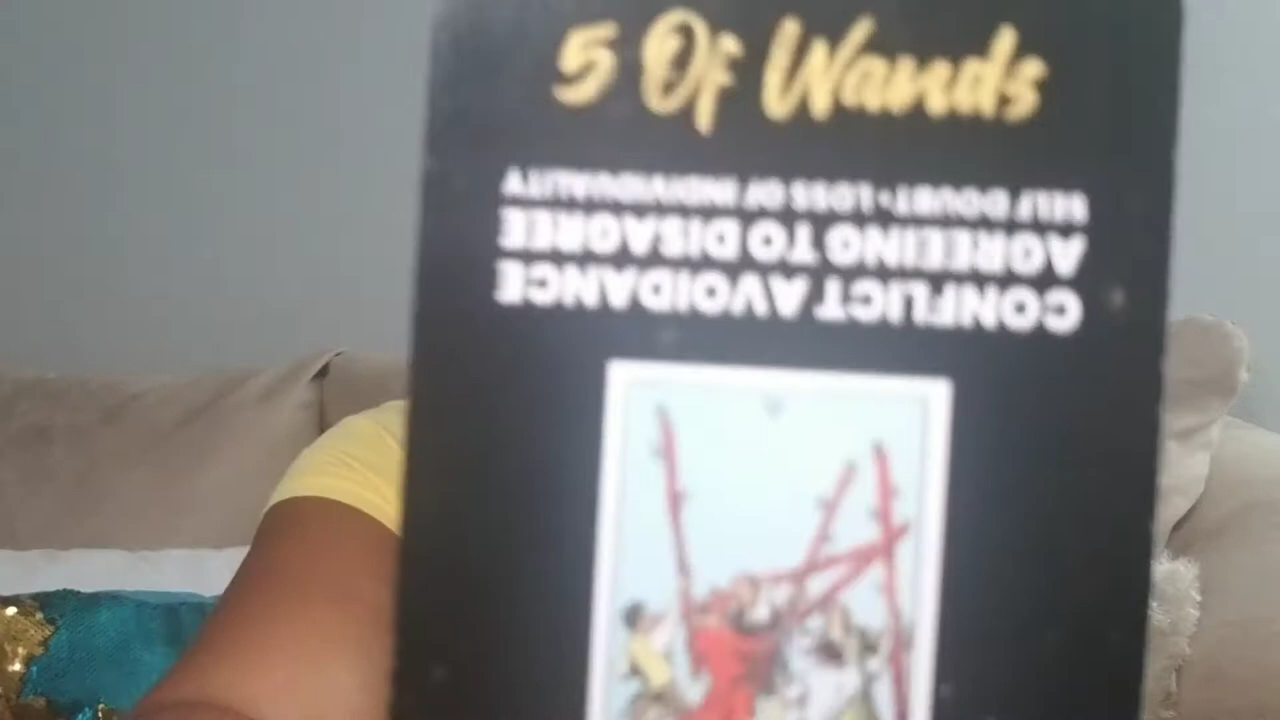 5 Of Wands
CONFLICT AVOIDANCE
AGREEING TO DISAGREE
SELF DOUBT • LOSS OF INDIVIDUALITY